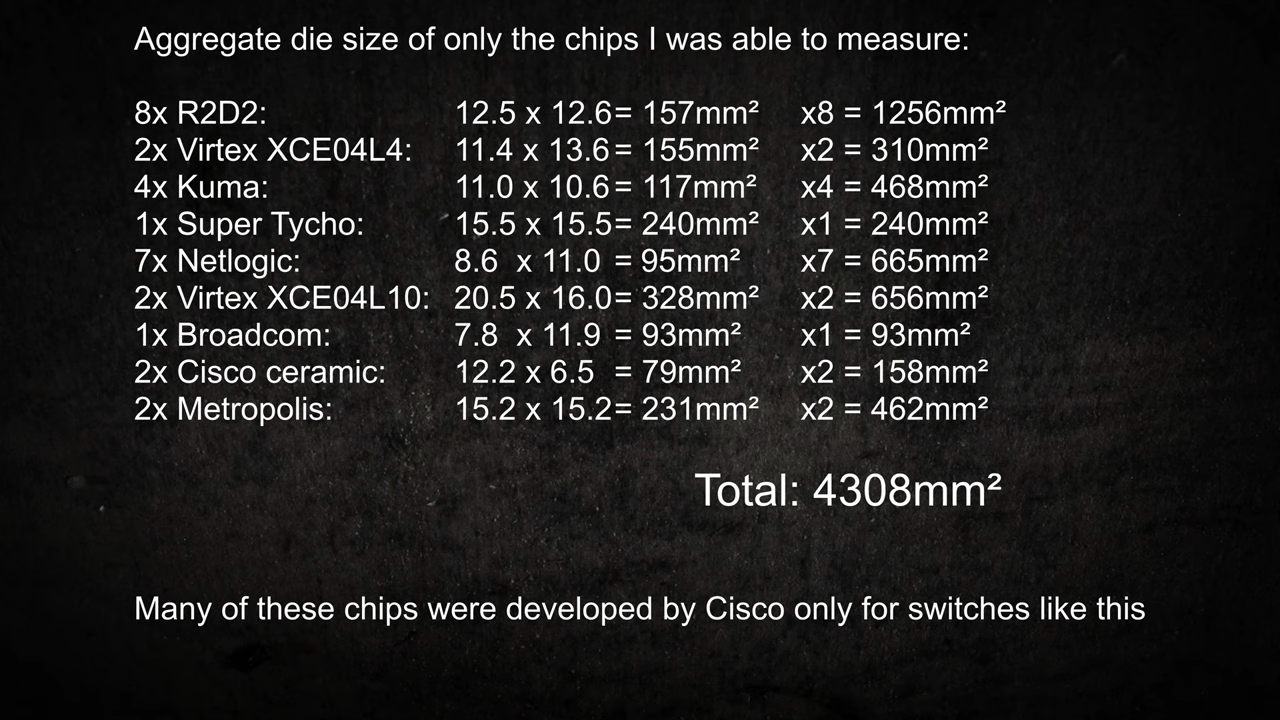 Aggregate die size of only the chips I was able to measure:
8x R2D2: 12.5 x 12.6= 157mm² x8 = 1256mm²
2x Virtex XCE04L4: 11.4 x 13.6= 155mm² x2 = 310mm²
4x Kuma: 11.0 x 10.6= 117mm² x4 = 468mm²
1x Super Tycho: 15.5 x 15.5= 240mm² x1 = 240mm²
7x Netlogic: 8.6 x 11.0 = 95mm² x7 = 665mm²
2x Virtex XCE04L10: 20.5 x 16.0= 328mm² x2 = 656mm²
1x Broadcom: 7.8 x 11.9 = 93mm² x1 = 93mm²
2x Cisco ceramic: 12.2 x 6.5 = 79mm² x2 = 158mm²
2x Metropolis: 15.2 x 15.2= 231mm² x2 = 462mm²
Total: 4308mm²
Many of these chips were developed by Cisco only for switches like this